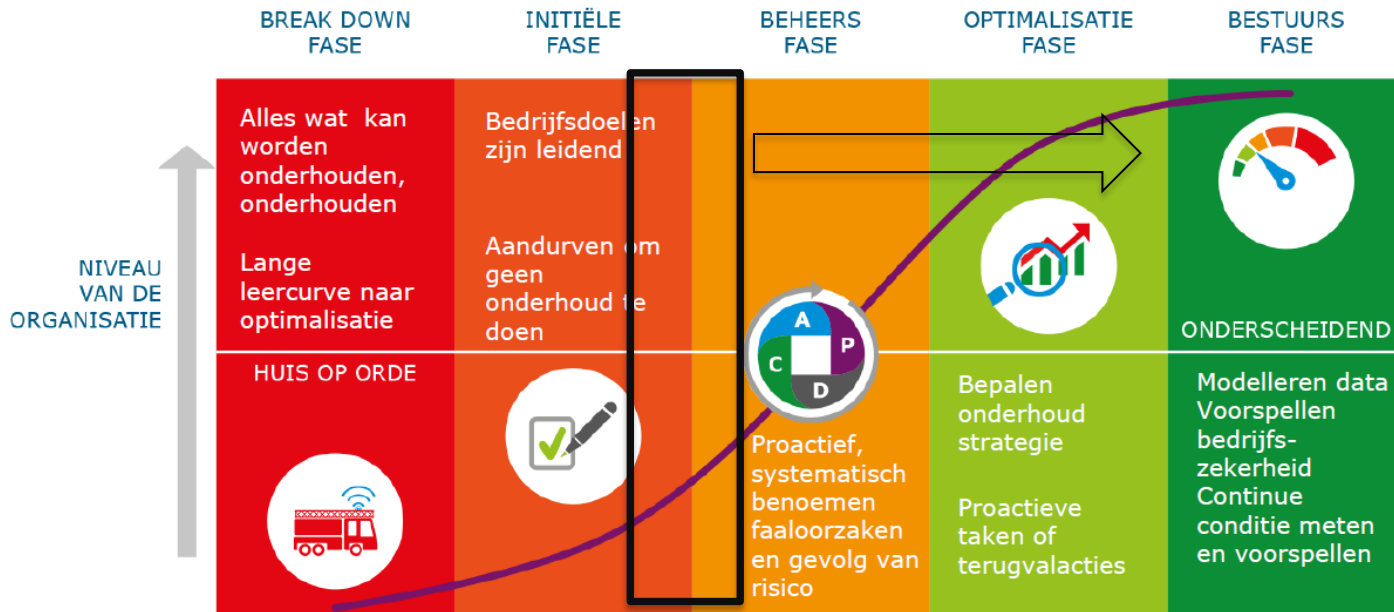 BREAK DOWN
FASE
INITIËLE
FASE
BEHEERS
FASE
OPTIMALISATIE
FASE
BESTUURS
FASE
NIVEAU
VAN DE
ORGANISATIE
Alles wat kan
worden
onderhouden,
onderhouden
Lange
leercurve naar
optimalisatie
HUIS OP ORDE
Bedrijfsdoelen
zijn leidend
Aandurven om
geen
onderhoud te
doen
A
P
C
D
Proactief,
systematisch
benoemen
faaloorzaken
en gevolg van
risico
Bepalen
onderhoud
strategie
Proactieve
taken of
terugvalacties
ONDERSCHEIDEND
Modelleren data
Voorspellen
bedrijfs-
zekerheid
Continue
conditie meten
en voorspellen